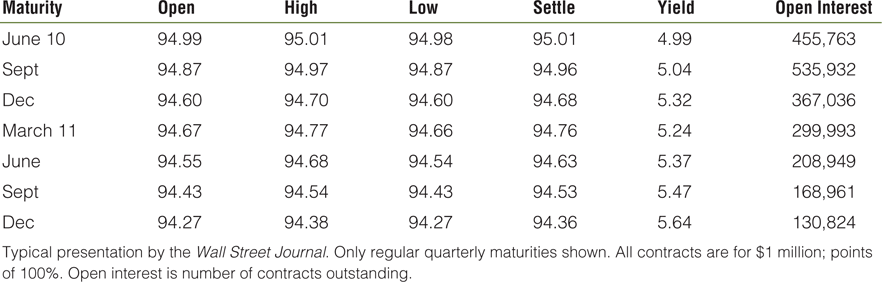 Maturity Open High Low Settle Yield Open Interest
June 10 94.99 95.01 94.98 95.01 4.99 455,763
Sept 94.87 94.97 94.87 94.96 5.04 535,932
Dec 94.60 94.70 94.60 94.68 5.32 367,036
March 11 94.67 94.77 94.66 94.76 5.24 299,993
June 94.55 94.68 94.54 94.63 5.37 208,949
Sept 94.43 94.54 94.43 94.53 5.47 168,961
Dec 94.27 94.38 94.27 94.36 5.64 130,824
Typical presentation by the Wall Street Journal. Only regular quarterly maturities shown. All contracts are for $1 million; points
of 100%. Open interest is number of contracts outstanding.